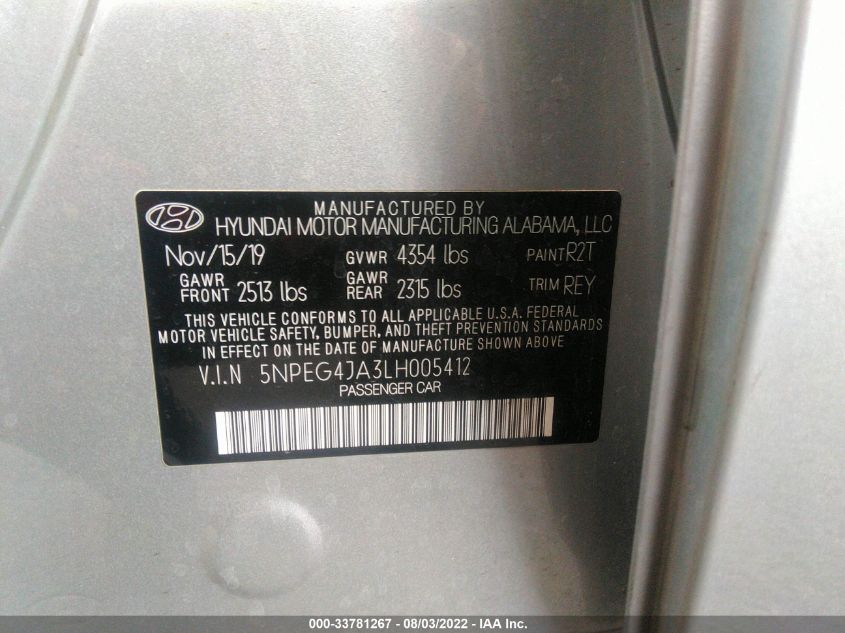 MANUFACTURED BY
HYUNDAI MOTOR MANUFACTURING ALABAMA, LLC
Nov/15/19 GVWR 4354 lbs PAINT R2T
GAWR FRONT 2513 lbs GAWR REAR 2315 lbs TRIM REY
THIS VEHICLE CONFORMS TO ALL APPLICABLE U.S.A. FEDERAL
MOTOR VEHICLE SAFETY, BUMPER, AND THEFT PREVENTION STANDARDS
IN EFFECT ON THE DATE OF MANUFACTURE SHOWN ABOVE.
V.I.N 5NPEG4JA3LH005412
PASSENGER CAR
000-33781267 - 08/03/2022 - IAA Inc.